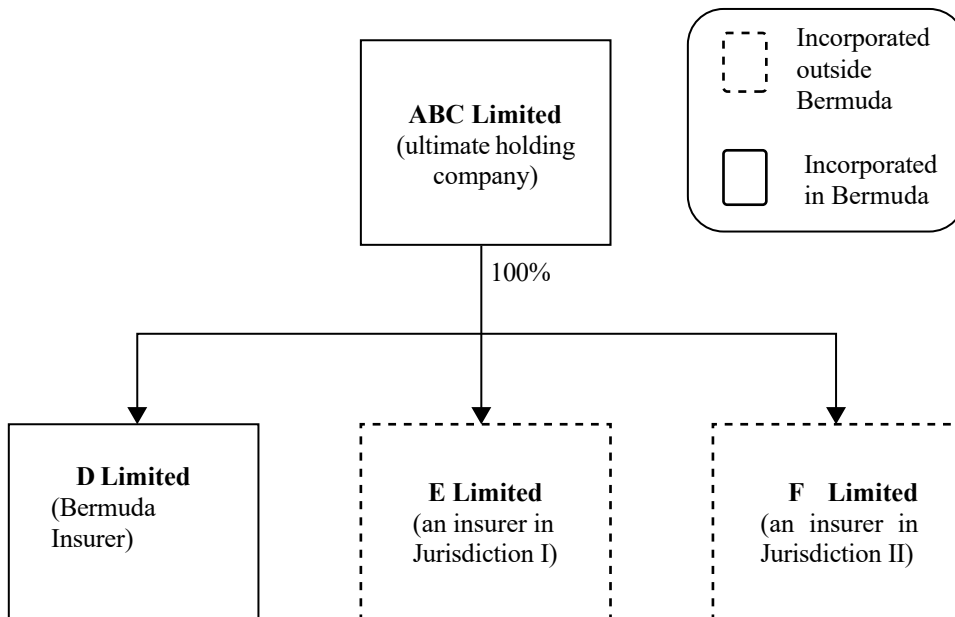 Incorporated
outside
Bermuda
Incorporated
in Bermuda
ABC Limited
(ultimate holding
company)
100%
D Limited
(Bermuda
Insurer)
E Limited
(an insurer in
Jurisdiction I)
F Limited
(an insurer in
Jurisdiction II)